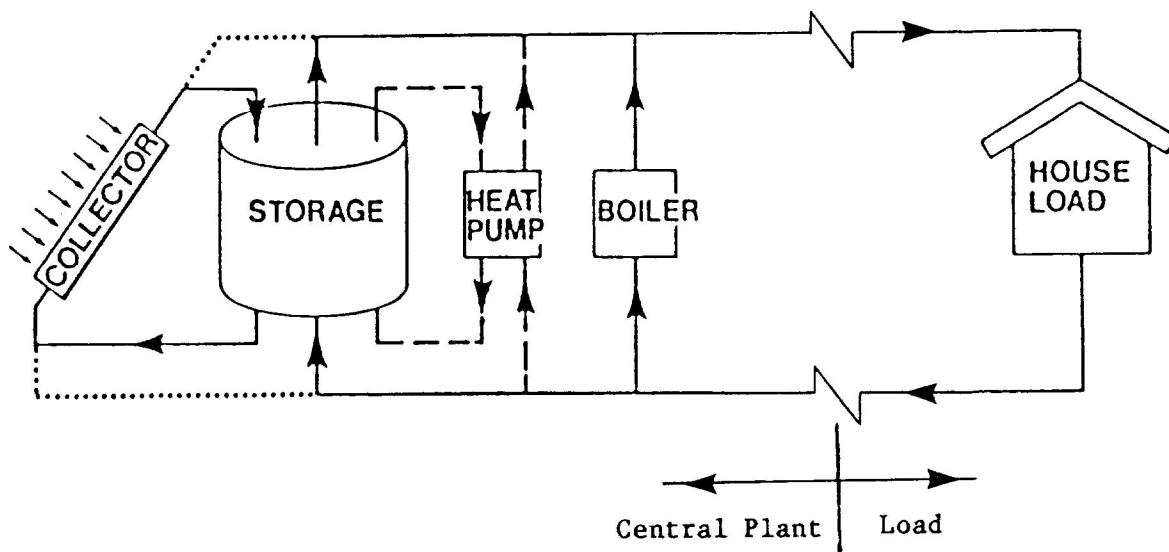 COLLECTOR
STORAGE
HEAT
PUMP
BOILER
HOUSE
LOAD
Central Plant
Load